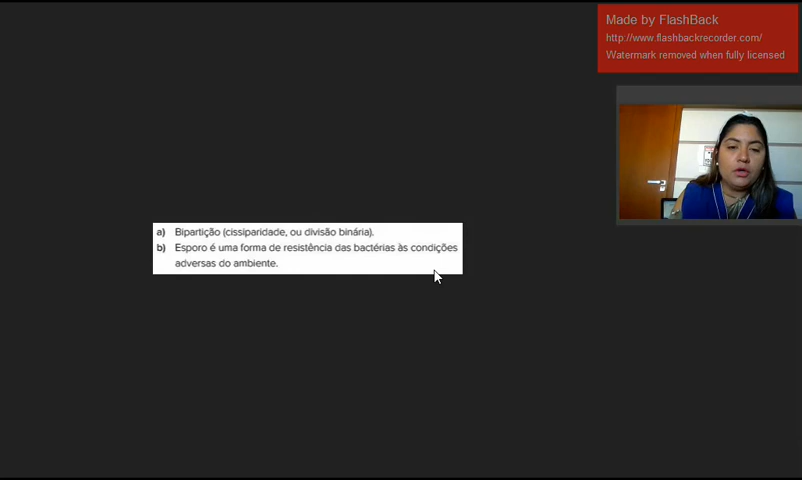 Made by FlashBack
http://www.flashbackrecorder.com/
Watermark removed when fully licensed
a) Bipartição (cissiparidade, ou divisão binária).
b) Esporo é uma forma de resistência das bactérias às condições
adversas do ambiente.